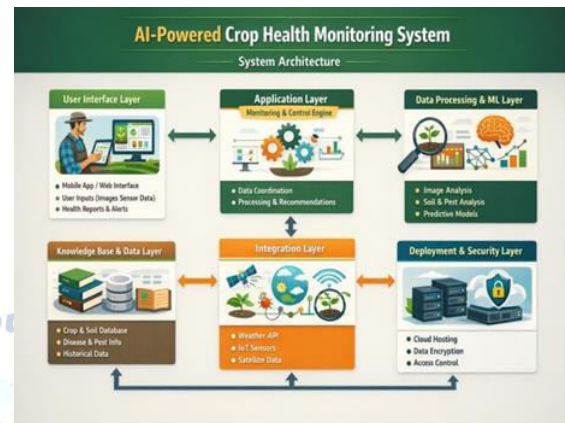 AI-Powered Crop Health Monitoring System
System Architecture
User Interface Layer
• Mobile App / Web Interface
• User Inputs (Images Sensor Data)
• Health Reports & Alerts
Application Layer
Monitoring & Control Engine
• Data Coordination
• Processing & Recommendations
Data Processing & ML Layer
• Image Analysis
• Soil & Pest Analysis
• Predictive Models
Knowledge Base & Data Layer
• Crop & Soil Database
• Disease & Pest Info
• Historical Data
Integration Layer
• Weather API
• IoT Sensors
• Satellite Data
Deployment & Security Layer
• Cloud Hosting
• Data Encryption
• Access Control